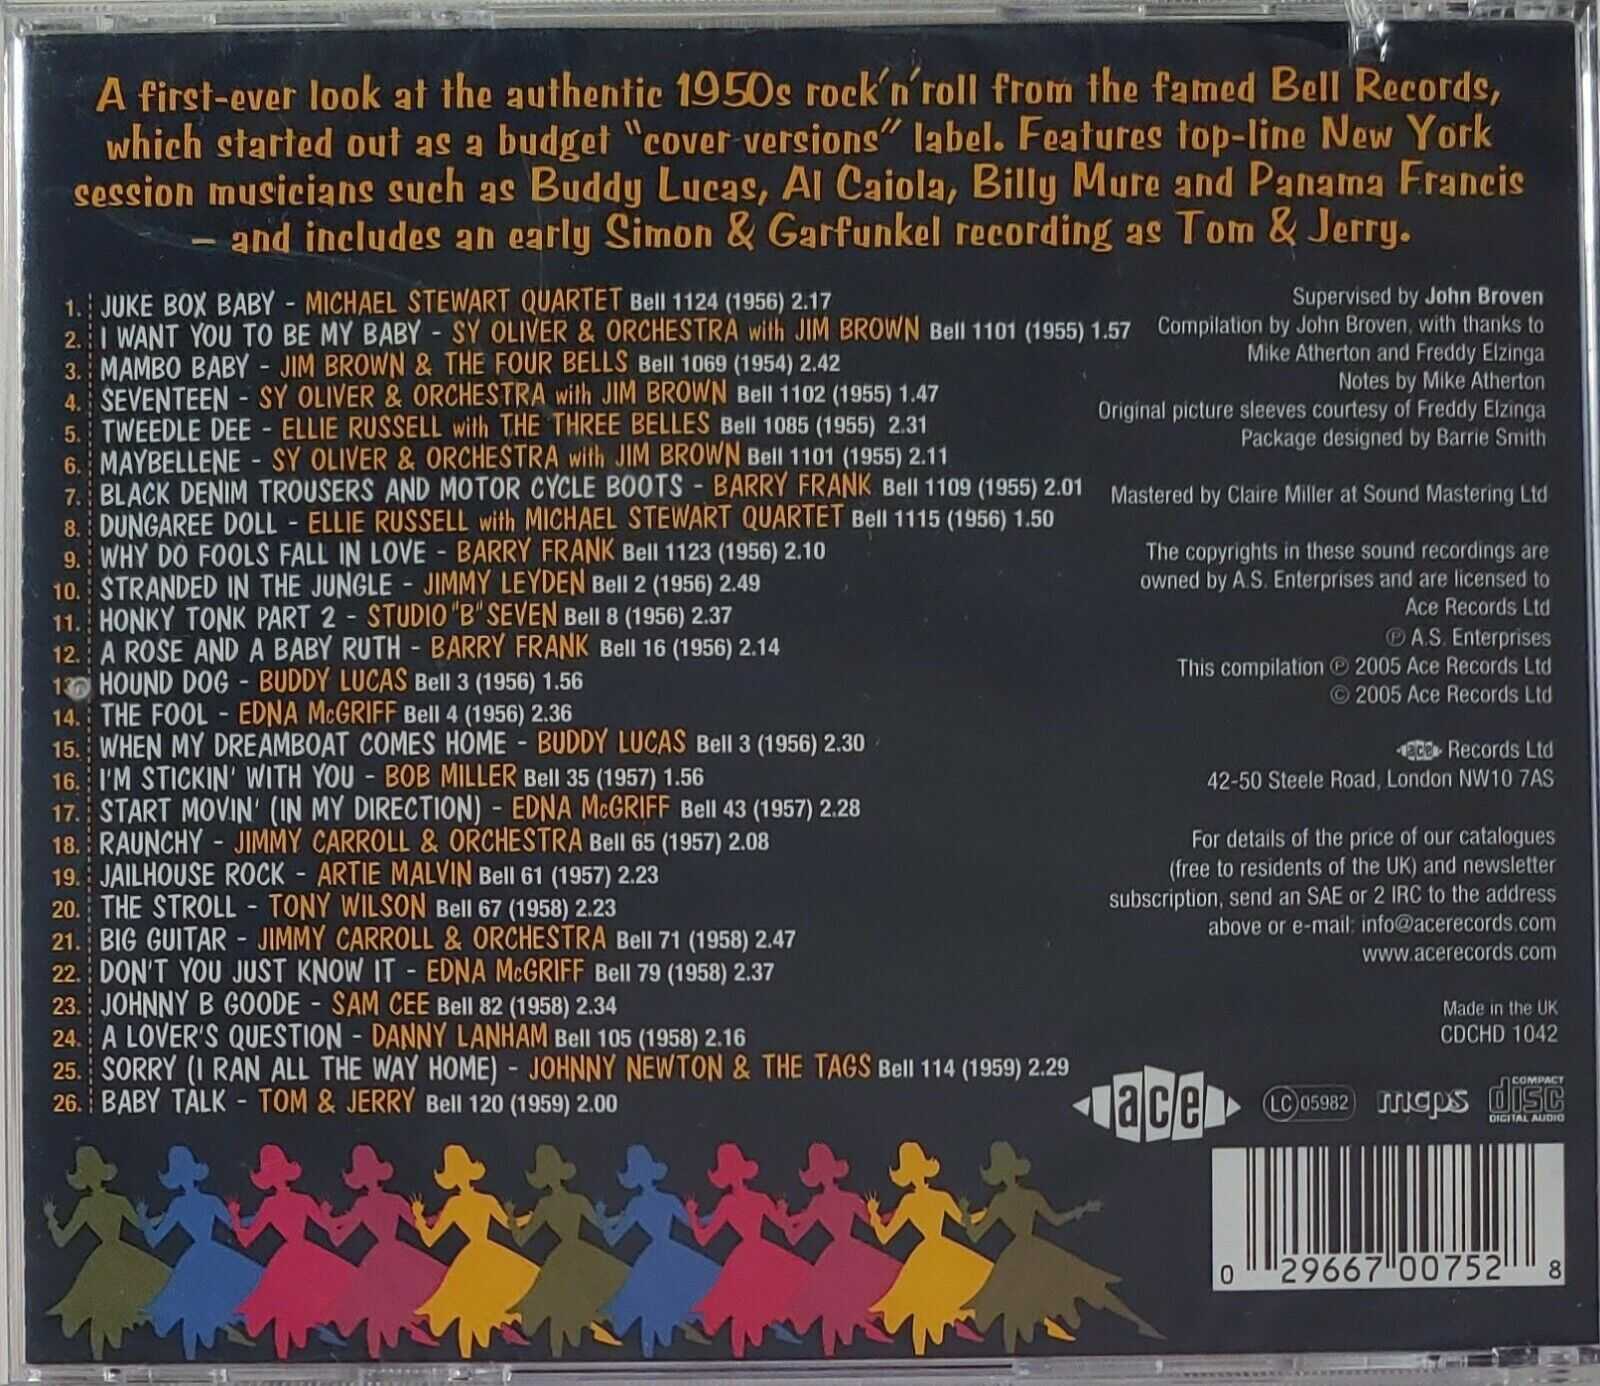 A first-ever look at the authentic 1950s rock'n'roll from the famed Bell Records,
which started out as a budget "cover versions" label. Features top-line New York
session musicians such as Buddy Lucas, Al Caiola, Billy Mure and Panama Francis
– and includes an early Simon & Garfunkel recording as Tom & Jerry.
1. JUKE BOX BABY - MICHAEL STEWART QUARTET Bell 1124 (1956) 2.17
2. I WANT YOU TO BE MY BABY - SY OLIVER & ORCHESTRA with JIM BROWN Bell 1101 (1955) 1.57
3. MAMBO BABY - JIM BROWN & THE FOUR BELLS Bell 1069 (1954) 2.42
4. SEVENTEEN - SY OLIVER & ORCHESTRA with JIM BROWN Bell 1102 (1955) 1.47
5. TWEEDLE DEE - ELLIE RUSSELL with THE THREE BELLES Bell 1085 (1955) 2.31
6. MAYBELLENE - SY OLIVER & ORCHESTRA with JIM BROWN Bell 1101 (1955) 2.11
7. BLACK DENIM TROUSERS AND MOTOR CYCLE BOOTS - BARRY FRANK Bell 1109 (1955) 2.01
8. DUNGAREE DOLL - ELLIE RUSSELL with MICHAEL STEWART QUARTET Bell 1115 (1956) 1.50
9. WHY DO FOOLS FALL IN LOVE - BARRY FRANK Bell 1123 (1956) 2.10
10. STRANDED IN THE JUNGLE - JIMMY LEYDEN Bell 2 (1956) 2.49
11. HONKY TONK PART 2 - STUDIO "B" SEVEN Bell 8 (1956) 2.37
12. A ROSE AND A BABY RUTH - BARRY FRANK Bell 16 (1956) 2.14
13. HOUND DOG - BUDDY LUCAS Bell 3 (1956) 1.56
14. THE FOOL - EDNA McGRIFF Bell 4 (1956) 2.36
15. WHEN MY DREAMBOAT COMES HOME - BUDDY LUCAS Bell 3 (1956) 2.30
16. I'M STICKIN' WITH YOU - BOB MILLER Bell 35 (1957) 1.56
17. START MOVIN' (IN MY DIRECTION) - EDNA McGRIFF Bell 43 (1957) 2.28
18. RAUNCHY - JIMMY CARROLL & ORCHESTRA Bell 65 (1957) 2.08
19. JAILHOUSE ROCK - ARTIE MALVIN Bell 61 (1957) 2.23
20. THE STROLL - TONY WILSON Bell 67 (1958) 2.23
21. BIG GUITAR - JIMMY CARROLL & ORCHESTRA Bell 71 (1958) 2.47
22. DON'T YOU JUST KNOW IT - EDNA McGRIFF Bell 79 (1958) 2.37
23. JOHNNY B GOODE - SAM CEE Bell 82 (1958) 2.34
24. A LOVER'S QUESTION - DANNY LANHAM Bell 105 (1958) 2.16
25. SORRY (I RAN ALL THE WAY HOME) - JOHNNY NEWTON & THE TAGS Bell 114 (1959) 2.29
26. BABY TALK - TOM & JERRY Bell 120 (1959) 2.00
Supervised by John Broven
Compilation by John Broven, with thanks to
Mike Atherton and Freddy Elzinga
Notes by Mike Atherton
Original picture sleeves courtesy of Freddy Elzinga
Package designed by Barrie Smith
Mastered by Claire Miller at Sound Mastering Ltd
The copyrights in these sound recordings are
owned by A.S. Enterprises and are licensed to
Ace Records Ltd
℗ A.S. Enterprises
This compilation ℗ 2005 Ace Records Ltd
© 2005 Ace Records Ltd
ace Records Ltd
42-50 Steele Road, London NW10 7AS
For details of the price of our catalogues
(free to residents of the UK) and newsletter
subscription, send an SAE or 2 IRC to the address
above or e-mail: info@acerecords.com
www.acerecords.com
Made in the UK
CDCHD 1042
ace LC 05982 mcps COMPACT disc DIGITAL AUDIO
0 29667 00752 8